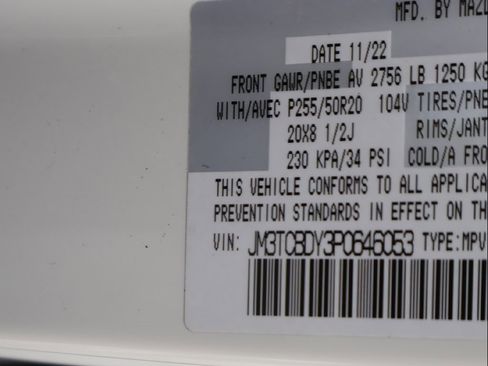 MFD. BY MAZD
DATE 11/22
FRONT GAWR/PNBE AV 2756 LB 1250 KG
WITH/AVEC P255/50R20 104V TIRES/PNE
20X8 1/2J RIMS/JANT
230 KPA/34 PSI COLD/A FRO
THIS VEHICLE CONFORMS TO ALL APPLICA
PREVENTION STANDARDS IN EFFECT ON TH
VIN: JM3TCBDY3P0646053 TYPE:MPV